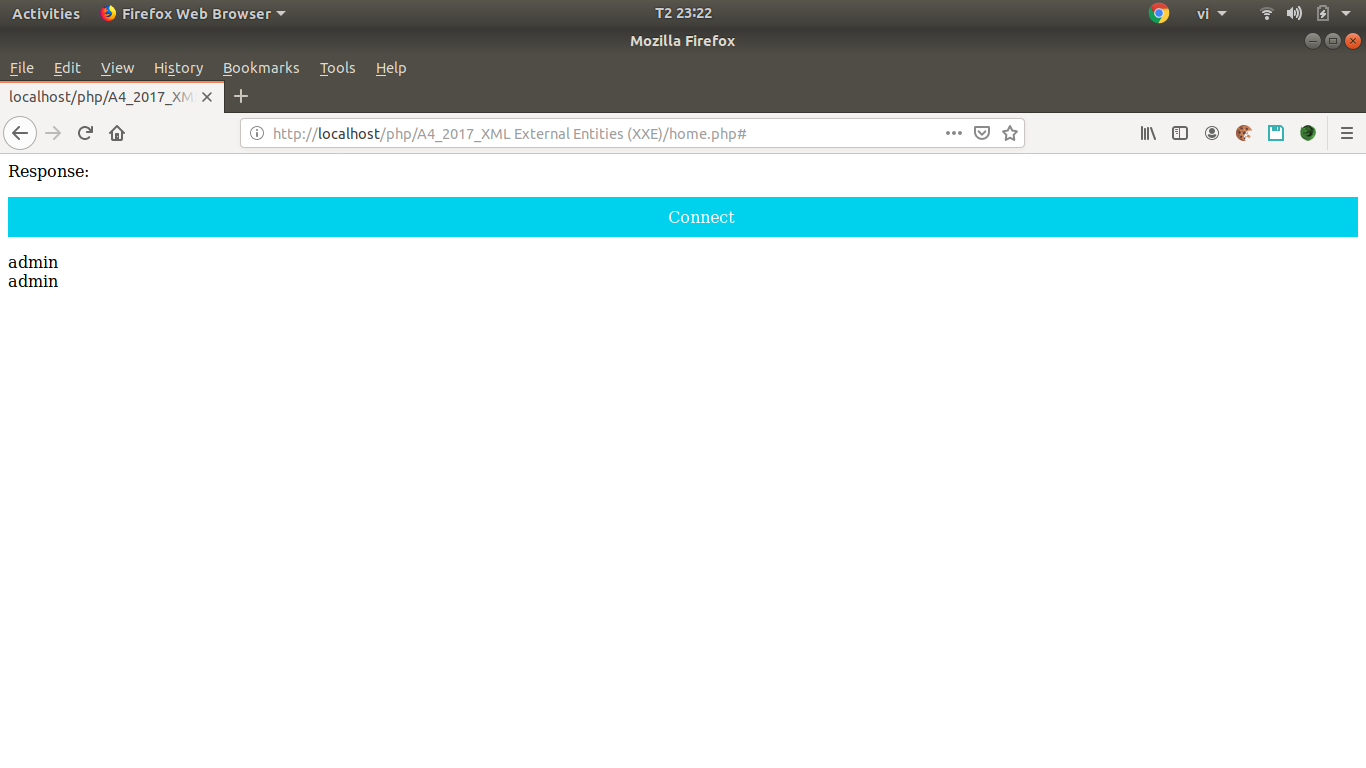 Activities Firefox Web Browser T2 23:22 vi
Mozilla Firefox
File Edit View History Bookmarks Tools Help
localhost/php/A4_2017_XM
http://localhost/php/A4_2017_XML External Entities (XXE)/home.php#
Response:
Connect
admin
admin